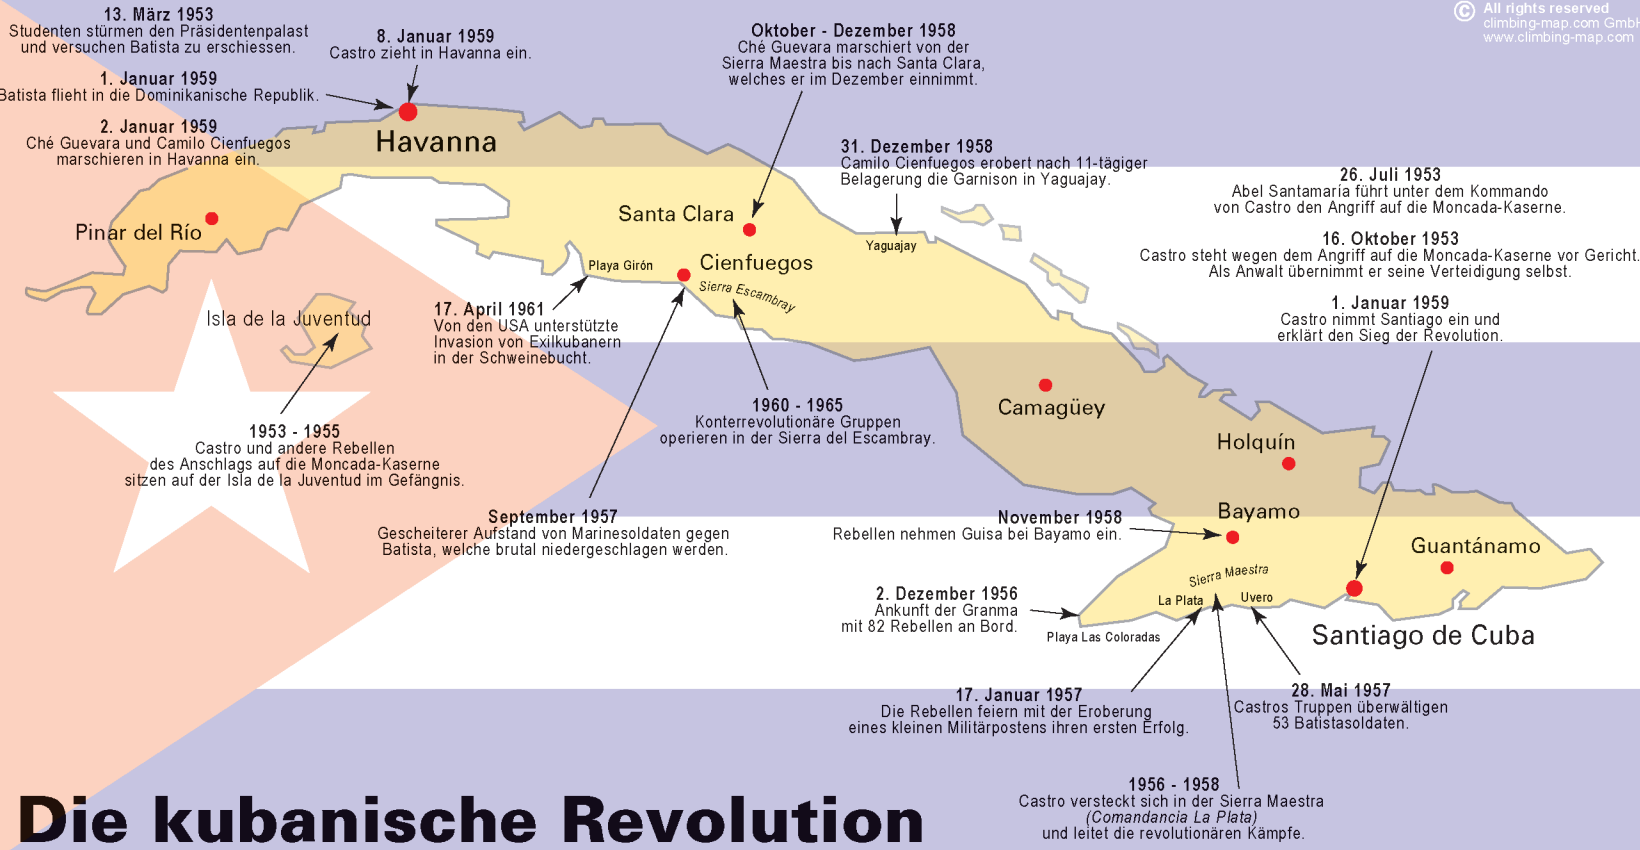 13. März 1953
Studenten stürmen den Präsidentenpalast
und versuchen Batista zu erschiessen.
1. Januar 1959
Batista flieht in die Dominikanische Republik.
2. Januar 1959
Ché Guevara und Camilo Cienfuegos
marschieren in Havanna ein.
8. Januar 1959
Castro zieht in Havanna ein.
Oktober - Dezember 1958
Ché Guevara marschiert von der
Sierra Maestra bis nach Santa Clara,
welches er im Dezember einnimmt.
© All rights reserved
climbing-map.com GmbH
www.climbing-map.com
31. Dezember 1958
Camilo Cienfuegos erobert nach 11-tägiger
Belagerung die Garnison in Yaguajay.
26. Juli 1953
Abel Santamaría führt unter dem Kommando
von Castro den Angriff auf die Moncada-Kaserne.
16. Oktober 1953
Castro steht wegen dem Angriff auf die Moncada-Kaserne vor Gericht.
Als Anwalt übernimmt er seine Verteidigung selbst.
1. Januar 1959
Castro nimmt Santiago ein und
erklärt den Sieg der Revolution.
Havanna
Pinar del Río
Santa Clara
Cienfuegos
Yaguajay
Playa Girón
Sierra Escambray
Isla de la Juventud
17. April 1961
Von den USA unterstützte
Invasion von Exilkubanern
in der Schweinebucht.
1960 - 1965
Konterrevolutionäre Gruppen
operieren in der Sierra del Escambray.
Camagüey
Holquín
1953 - 1955
Castro und andere Rebellen
des Anschlags auf die Moncada-Kaserne
sitzen auf der Isla de la Juventud im Gefängnis.
September 1957
Gescheiterer Aufstand von Marinesoldaten gegen
Batista, welche brutal niedergeschlagen werden.
November 1958
Rebellen nehmen Guisa bei Bayamo ein.
Bayamo
Guantánamo
Sierra Maestra
La Plata
Uvero
2. Dezember 1956
Ankunft der Granma
mit 82 Rebellen an Bord.
Playa Las Coloradas
Santiago de Cuba
17. Januar 1957
Die Rebellen feiern mit der Eroberung
eines kleinen Militärpostens ihren ersten Erfolg.
28. Mai 1957
Castros Truppen überwältigen
53 Batistasoldaten.
1956 - 1958
Castro versteckt sich in der Sierra Maestra
(Comandancia La Plata)
und leitet die revolutionären Kämpfe.
Die kubanische Revolution